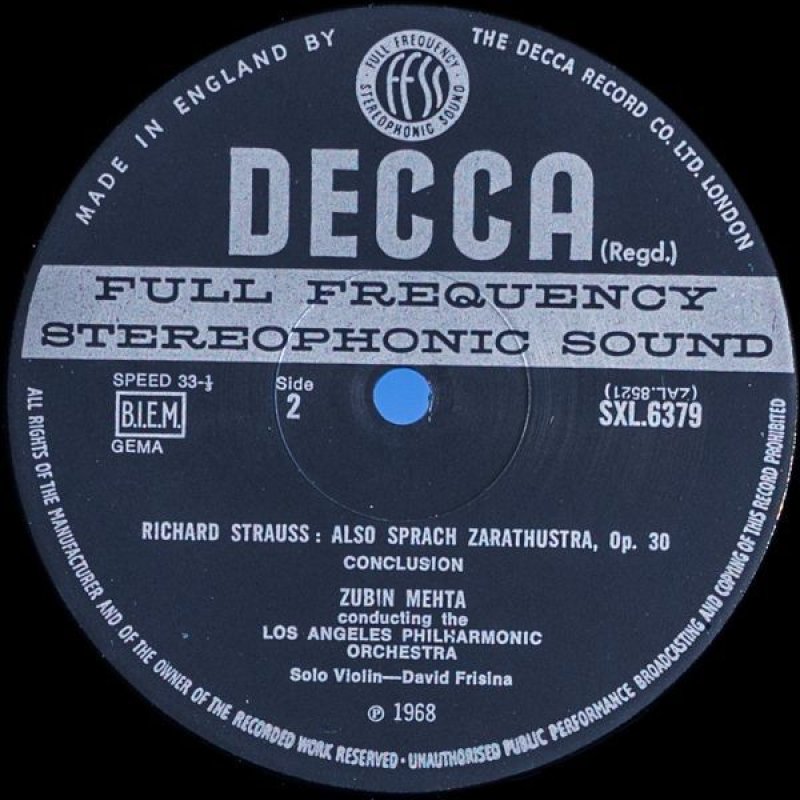 MADE IN ENGLAND BY
THE DECCA RECORD CO. LTD. LONDON
FULL FREQUENCY
FFSS
STEREOPHONIC SOUND
DECCA
(Regd.)
FULL FREQUENCY
STEREOPHONIC SOUND
SPEED 33-⅓
Side
2
(ZAL.8521)
SXL.6379
B.I.E.M.
GEMA
RICHARD STRAUSS : ALSO SPRACH ZARATHUSTRA, Op. 30
CONCLUSION
ZUBIN MEHTA
conducting the
LOS ANGELES PHILHARMONIC
ORCHESTRA
Solo Violin—David Frisina
℗ 1968
ALL RIGHTS OF THE MANUFACTURER AND OF THE OWNER OF THE RECORDED WORK RESERVED · UNAUTHORISED PUBLIC PERFORMANCE BROADCASTING AND COPYING OF THIS RECORD PROHIBITED